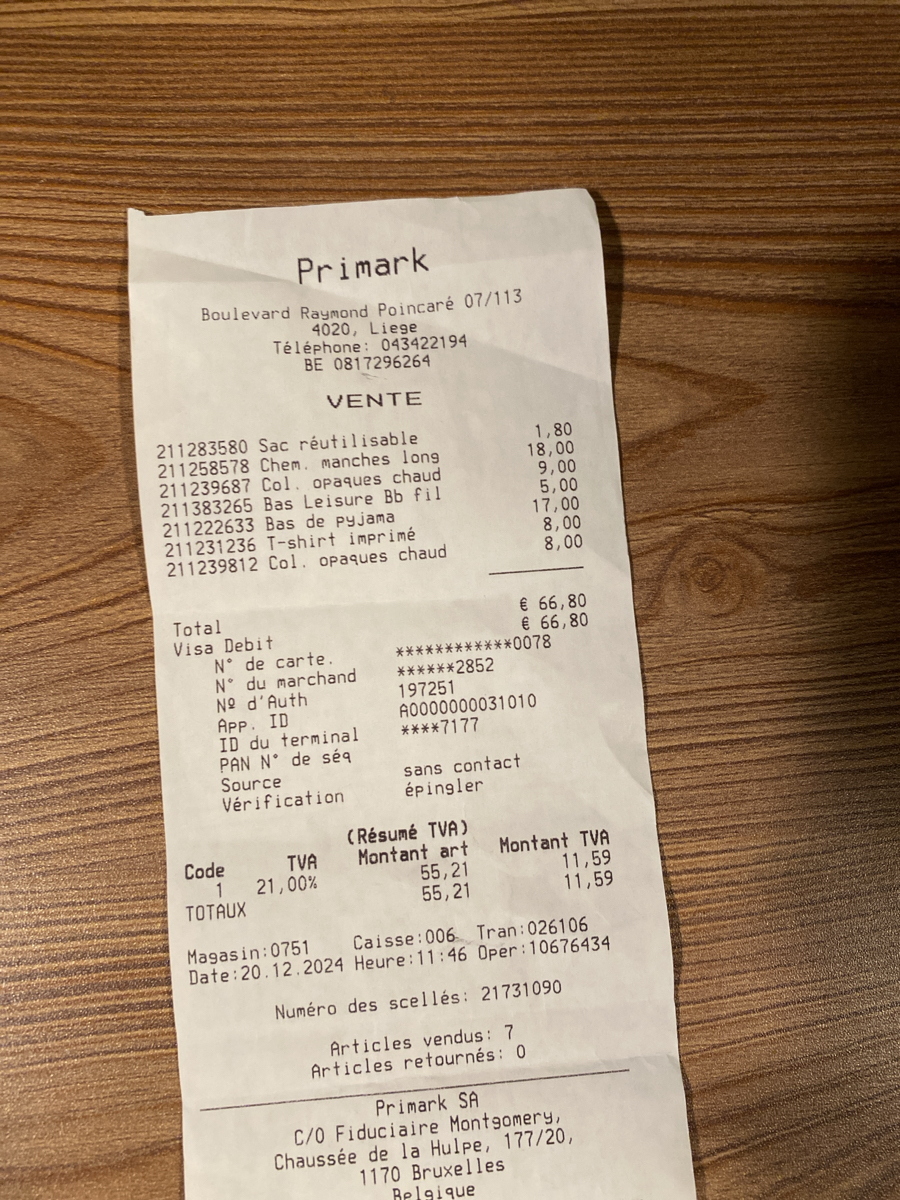 Primark
Boulevard Raymond Poincaré 07/113
4020, Liege
Téléphone: 043422194
BE 0817296264
VENTE
211283580 Sac réutilisable 1,80
211258578 Chem. manches long 18,00
211239687 Col. opaques chaud 9,00
211383265 Bas Leisure Bb fil 5,00
211222633 Bas de pyjama 17,00
211231236 T-shirt imprimé 8,00
211239812 Col. opaques chaud 8,00
Total € 66,80
Visa Debit € 66,80
N° de carte. ************0078
N° du marchand ******2852
Nº d'Auth 197251
App. ID A0000000031010
ID du terminal ****7177
PAN N° de séq
Source sans contact
Vérification épingler
(Résumé TVA)
Code TVA Montant art Montant TVA
1 21,00% 55,21 11,59
TOTAUX 55,21 11,59
Magasin:0751 Caisse:006 Tran:026106
Date:20.12.2024 Heure:11:46 Oper:10676434
Numéro des scellés: 21731090
Articles vendus: 7
Articles retournés: 0
Primark SA
C/O Fiduciaire Montgomery,
Chaussée de la Hulpe, 177/20,
1170 Bruxelles
Belgique